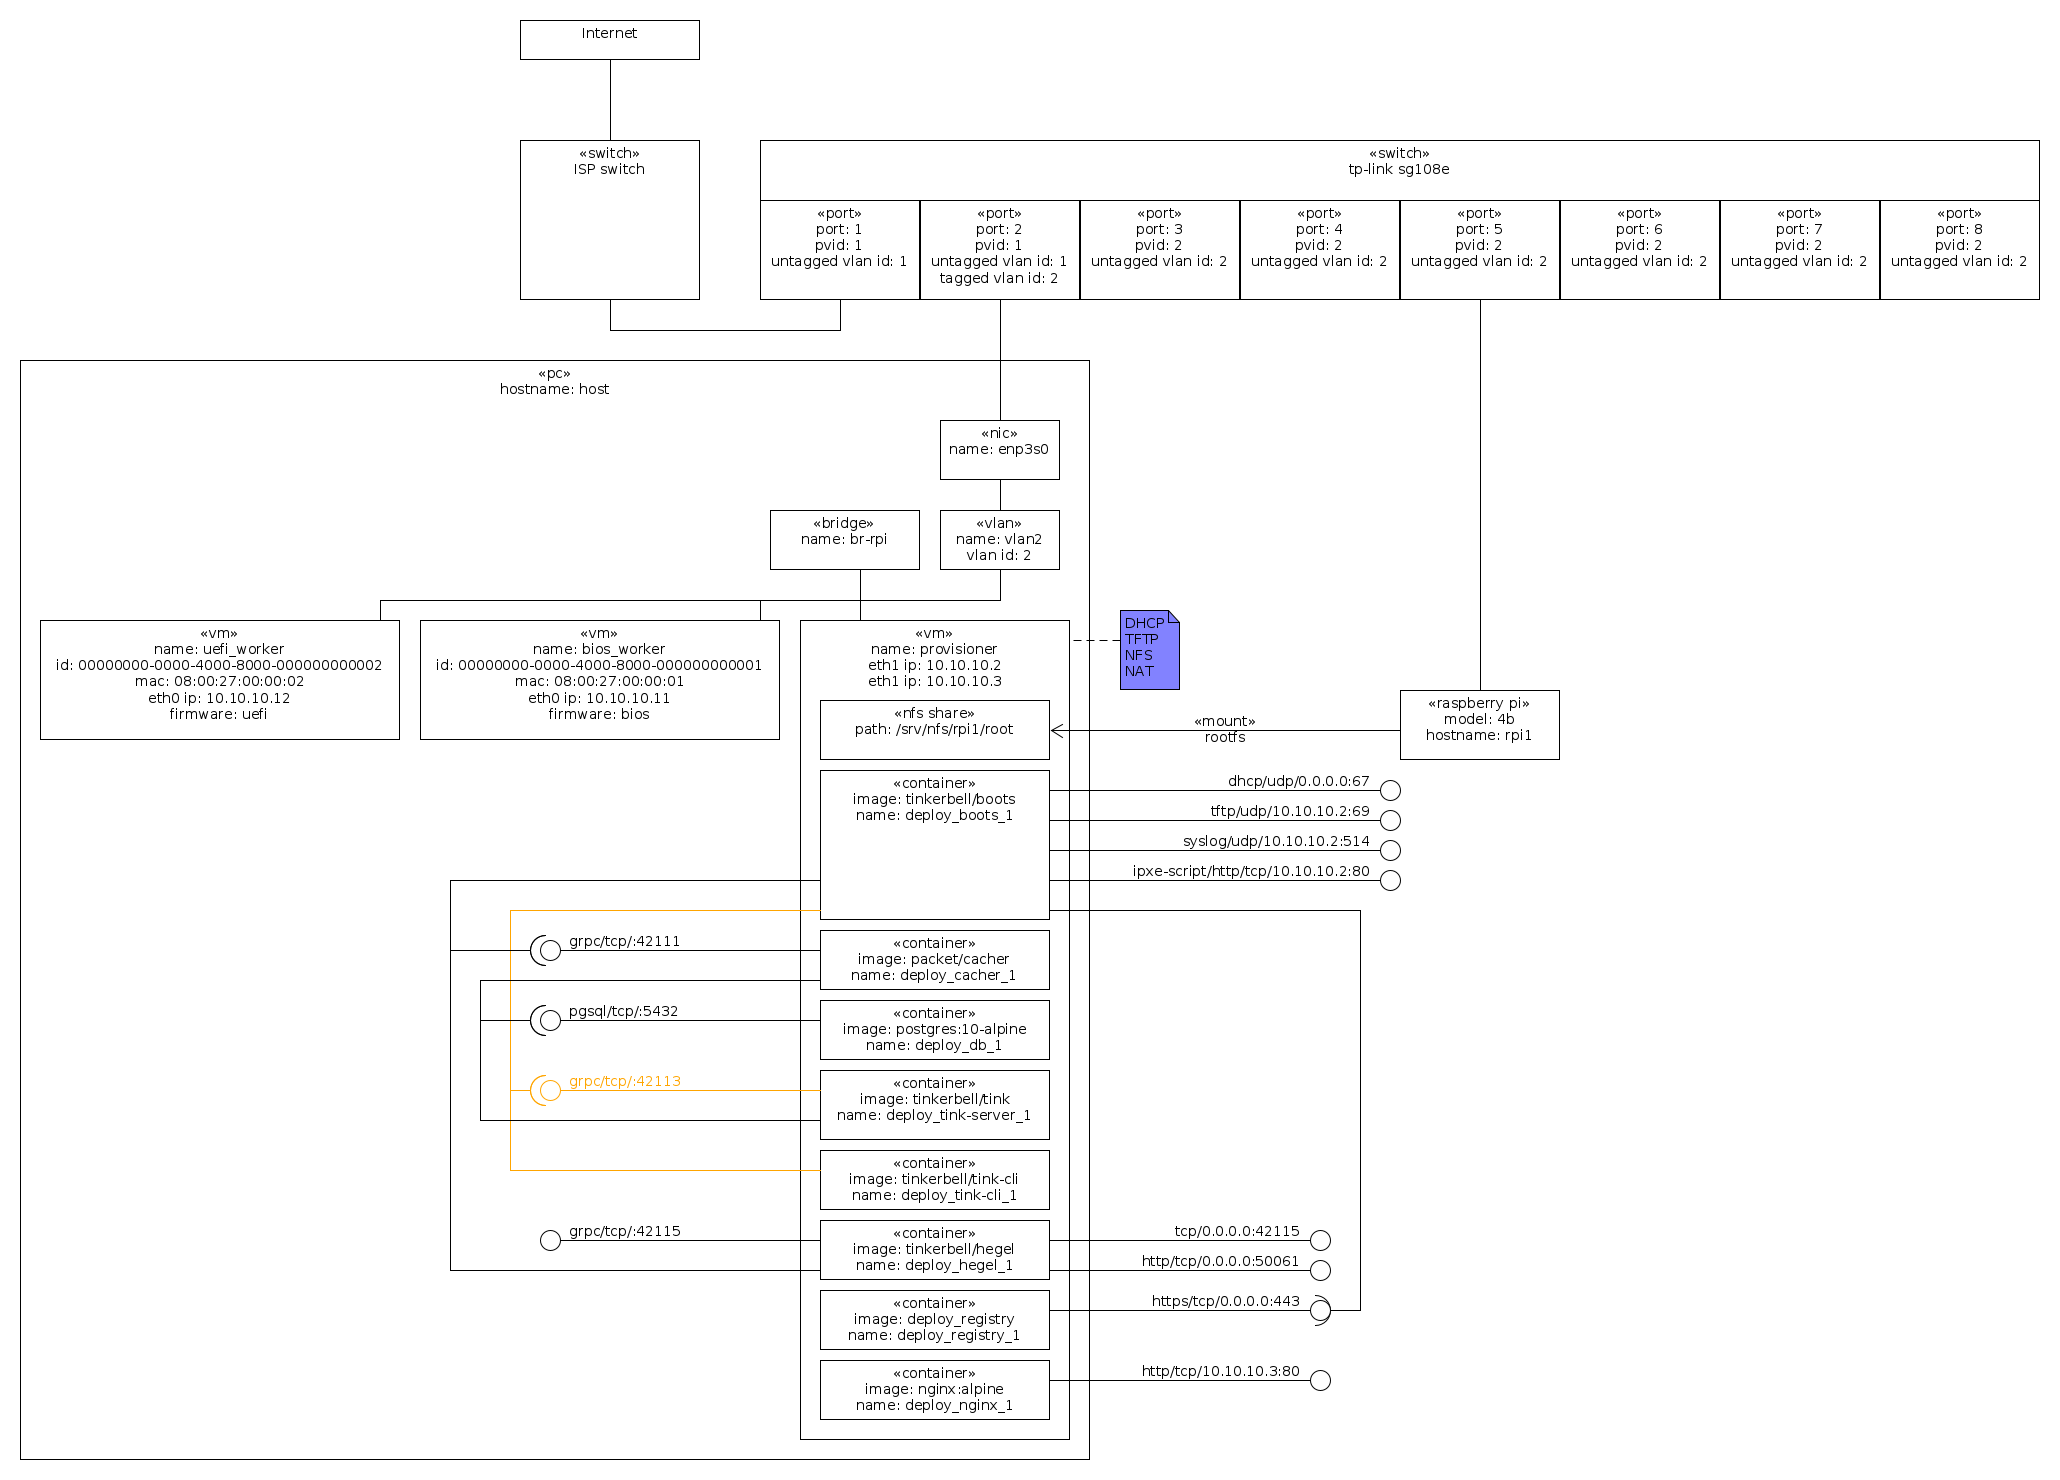 Internet
«switch»
ISP switch
«switch»
tp-link sg108e
«port»
port: 1
pvid: 1
untagged vlan id: 1
«port»
port: 2
pvid: 1
untagged vlan id: 1
tagged vlan id: 2
«port»
port: 3
pvid: 2
untagged vlan id: 2
«port»
port: 4
pvid: 2
untagged vlan id: 2
«port»
port: 5
pvid: 2
untagged vlan id: 2
«port»
port: 6
pvid: 2
untagged vlan id: 2
«port»
port: 7
pvid: 2
untagged vlan id: 2
«port»
port: 8
pvid: 2
untagged vlan id: 2
«pc»
hostname: host
«nic»
name: enp3s0
«bridge»
name: br-rpi
«vlan»
name: vlan2
vlan id: 2
«vm»
name: uefi_worker
id: 00000000-0000-4000-8000-000000000002
mac: 08:00:27:00:00:02
eth0 ip: 10.10.10.12
firmware: uefi
«vm»
name: bios_worker
id: 00000000-0000-4000-8000-000000000001
mac: 08:00:27:00:00:01
eth0 ip: 10.10.10.11
firmware: bios
«vm»
name: provisioner
eth1 ip: 10.10.10.2
eth1 ip: 10.10.10.3
DHCP
TFTP
NFS
NAT
«nfs share»
path: /srv/nfs/rpi1/root
«mount»
rootfs
«raspberry pi»
model: 4b
hostname: rpi1
«container»
image: tinkerbell/boots
name: deploy_boots_1
dhcp/udp/0.0.0.0:67
tftp/udp/10.10.10.2:69
syslog/udp/10.10.10.2:514
ipxe-script/http/tcp/10.10.10.2:80
grpc/tcp/:42111
«container»
image: packet/cacher
name: deploy_cacher_1
pgsql/tcp/:5432
«container»
image: postgres:10-alpine
name: deploy_db_1
grpc/tcp/:42113
«container»
image: tinkerbell/tink
name: deploy_tink-server_1
«container»
image: tinkerbell/tink-cli
name: deploy_tink-cli_1
grpc/tcp/:42115
«container»
image: tinkerbell/hegel
name: deploy_hegel_1
tcp/0.0.0.0:42115
http/tcp/0.0.0.0:50061
«container»
image: deploy_registry
name: deploy_registry_1
https/tcp/0.0.0.0:443
«container»
image: nginx:alpine
name: deploy_nginx_1
http/tcp/10.10.10.3:80